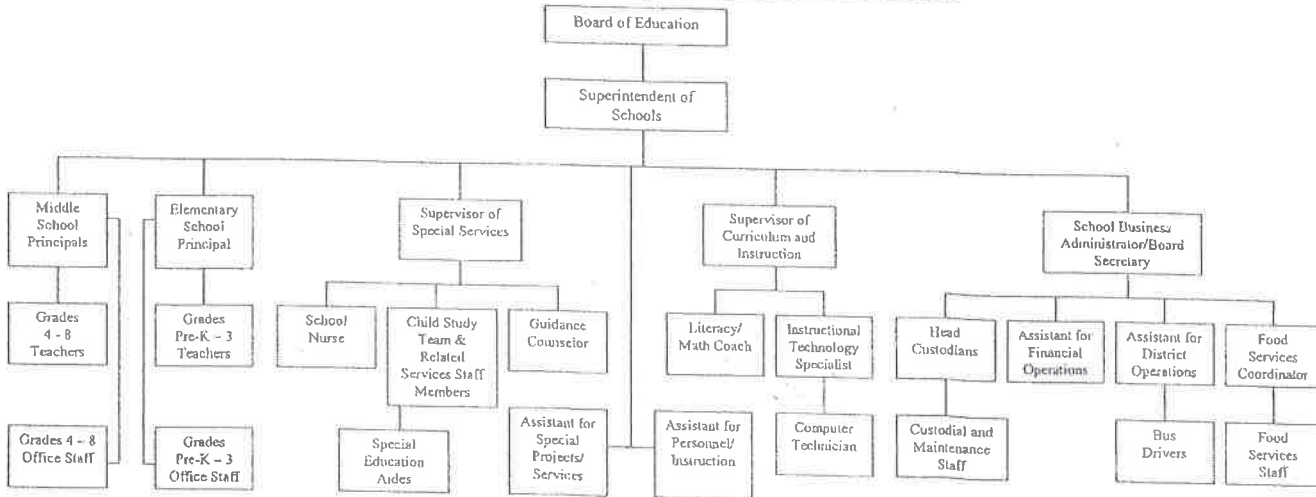 Board of Education
Superintendent of
Schools
Middle
School
Principals
Elementary
School
Principal
Supervisor of
Special Services
Supervisor of
Curriculum and
Instruction
School Business
Administrator/Board
Secretary
Grades
4 - 8
Teachers
Grades
Pre-K – 3
Teachers
School
Nurse
Child Study
Team &
Related
Services Staff
Members
Guidance
Counselor
Literacy/
Math Coach
Instructional
Technology
Specialist
Head
Custodians
Assistant for
Financial
Operations
Assistant for
District
Operations
Food
Services
Coordinator
Grades 4 – 8
Office Staff
Grades
Pre-K – 3
Office Staff
Special
Education
Aides
Assistant for
Special
Projects/
Services
Assistant for
Personnel/
Instruction
Computer
Technician
Custodial and
Maintenance
Staff
Bus
Drivers
Food
Services
Staff